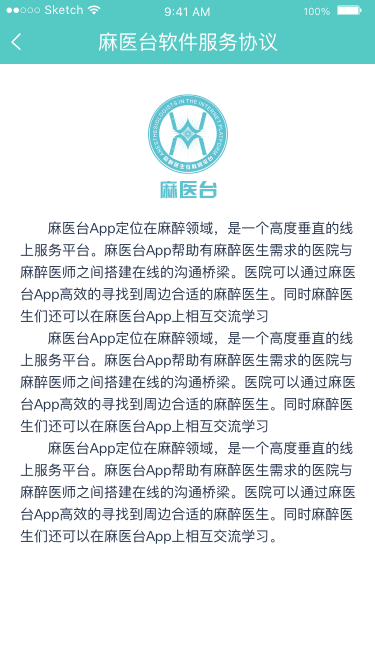 Sketch 9:41 AM 100%
麻医台软件服务协议
ANESTHESIOLOGISTS IN THE INTERNET PLATFORM
麻醉医生在互联网平台
麻医台
麻医台App定位在麻醉领域，是一个高度垂直的线
上服务平台。麻医台App帮助有麻醉医生需求的医院与
麻醉医师之间搭建在线的沟通桥梁。医院可以通过麻医
台App高效的寻找到周边合适的麻醉医生。同时麻醉医
生们还可以在麻医台App上相互交流学习
麻医台App定位在麻醉领域，是一个高度垂直的线
上服务平台。麻医台App帮助有麻醉医生需求的医院与
麻醉医师之间搭建在线的沟通桥梁。医院可以通过麻医
台App高效的寻找到周边合适的麻醉医生。同时麻醉医
生们还可以在麻医台App上相互交流学习
麻医台App定位在麻醉领域，是一个高度垂直的线
上服务平台。麻医台App帮助有麻醉医生需求的医院与
麻醉医师之间搭建在线的沟通桥梁。医院可以通过麻医
台App高效的寻找到周边合适的麻醉医生。同时麻醉医
生们还可以在麻医台App上相互交流学习。